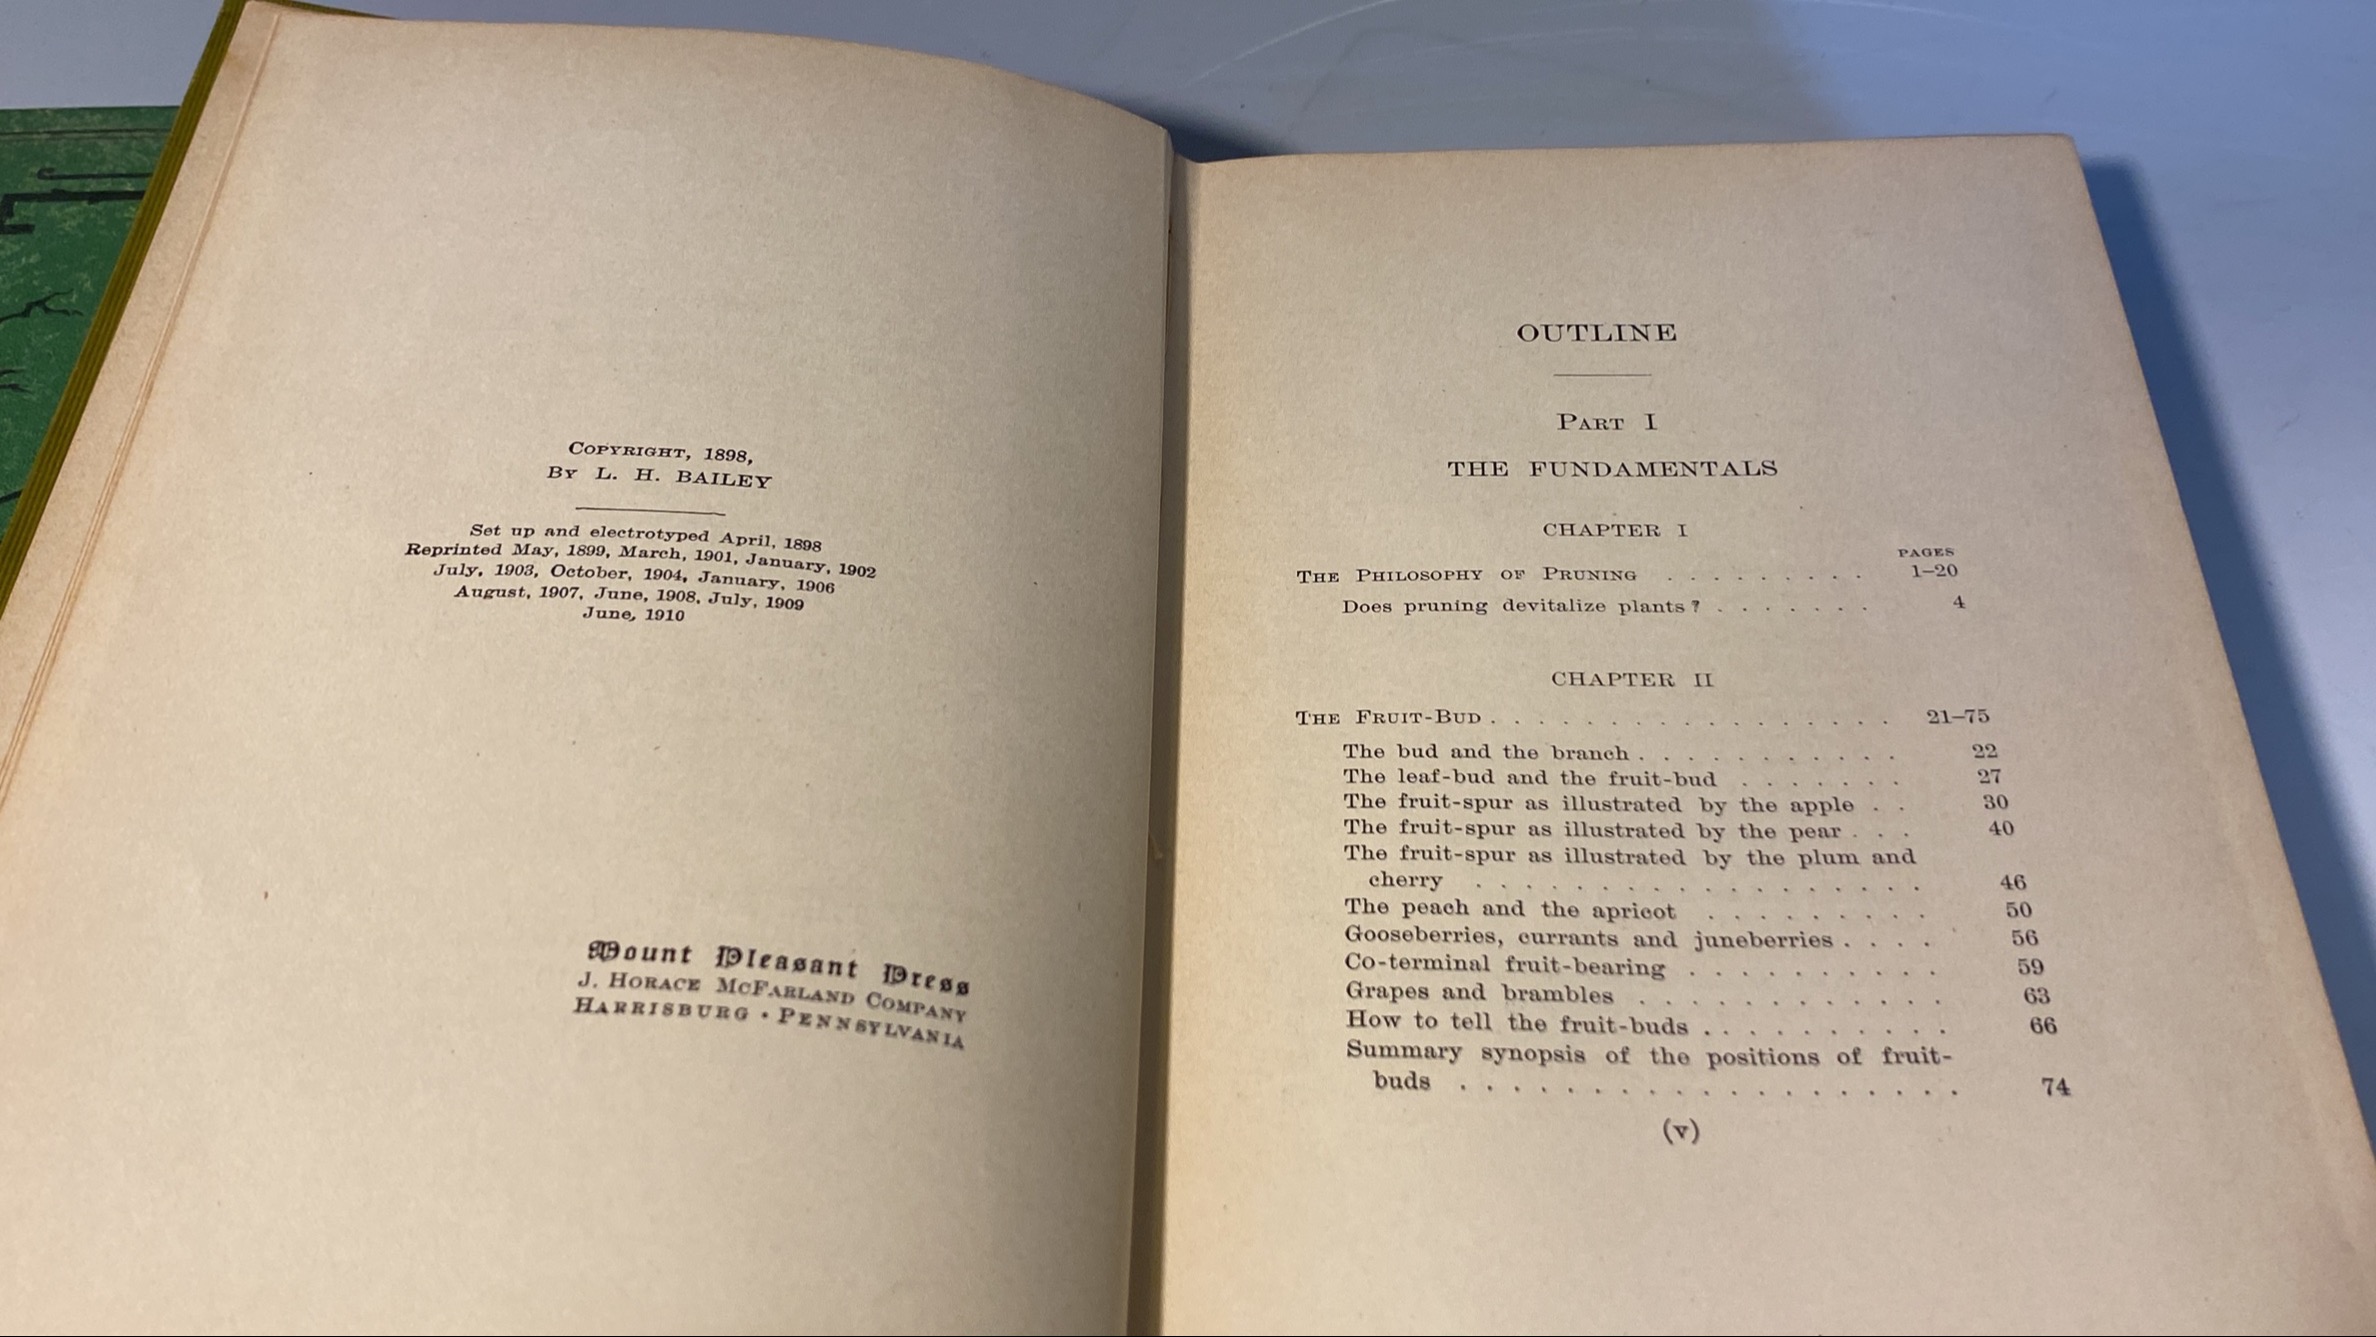 COPYRIGHT, 1898,
BY L. H. BAILEY
Set up and electrotyped April, 1898
Reprinted May, 1899, March, 1901, January, 1902
July, 1903, October, 1904, January, 1906
August, 1907, June, 1908, July, 1909
June, 1910
Mount Pleasant Press
J. HORACE MCFARLAND COMPANY
HARRISBURG · PENNSYLVANIA
OUTLINE
PART I
THE FUNDAMENTALS
CHAPTER I
PAGES
THE PHILOSOPHY OF PRUNING . . . . . . . . . 1–20
Does pruning devitalize plants? . . . . . . . 4
CHAPTER II
THE FRUIT-BUD . . . . . . . . . . . . . . . . 21–75
The bud and the branch . . . . . . . . . . . 22
The leaf-bud and the fruit-bud . . . . . . . 27
The fruit-spur as illustrated by the apple . . 30
The fruit-spur as illustrated by the pear . . . 40
The fruit-spur as illustrated by the plum and
cherry . . . . . . . . . . . . . . . . . . 46
The peach and the apricot . . . . . . . . . 50
Gooseberries, currants and juneberries . . . . 56
Co-terminal fruit-bearing . . . . . . . . . . 59
Grapes and brambles . . . . . . . . . . . . 63
How to tell the fruit-buds . . . . . . . . . . 66
Summary synopsis of the positions of fruit-
buds . . . . . . . . . . . . . . . . . . . 74
(v)